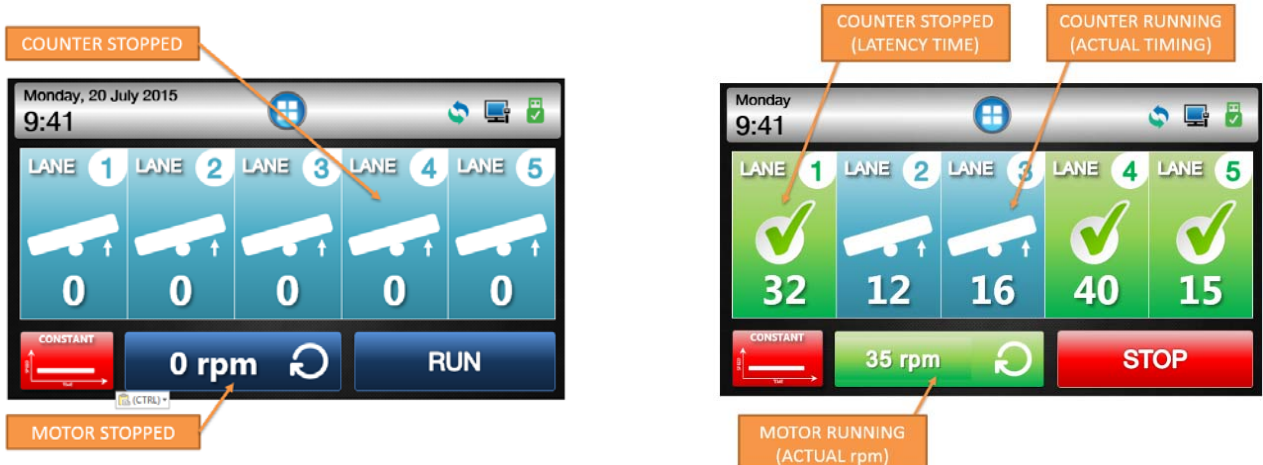 COUNTER STOPPED
Monday, 20 July 2015
9:41
LANE 1 LANE 2 LANE 3 LANE 4 LANE 5
0 0 0 0 0
CONSTANT
0 rpm
RUN
(CTRL)
MOTOR STOPPED
COUNTER STOPPED
(LATENCY TIME)
COUNTER RUNNING
(ACTUAL TIMING)
Monday
9:41
LANE 1 LANE 2 LANE 3 LANE 4 LANE 5
32 12 16 40 15
CONSTANT
35 rpm
STOP
MOTOR RUNNING
(ACTUAL rpm)